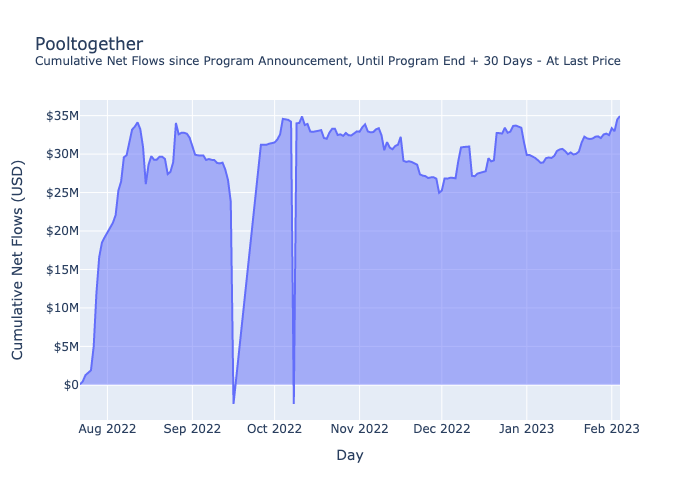 Pooltogether
Cumulative Net Flows since Program Announcement, Until Program End + 30 Days - At Last Price
Cumulative Net Flows (USD)
$35M
$30M
$25M
$20M
$15M
$10M
$5M
$0
Aug 2022
Sep 2022
Oct 2022
Nov 2022
Dec 2022
Jan 2023
Feb 2023
Day